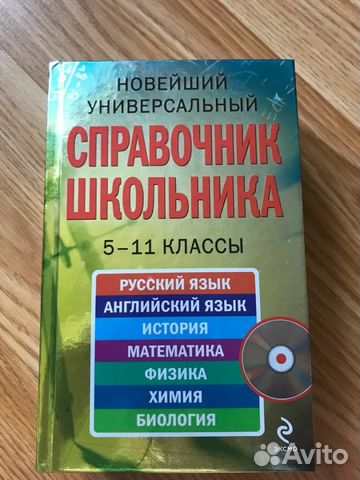 НОВЕЙШИЙ
УНИВЕРСАЛЬНЫЙ
СПРАВОЧНИК
ШКОЛЬНИКА
5–11 КЛАССЫ
РУССКИЙ ЯЗЫК
АНГЛИЙСКИЙ ЯЗЫК
ИСТОРИЯ
МАТЕМАТИКА
ФИЗИКА
ХИМИЯ
БИОЛОГИЯ
ЭКСМО
Avito